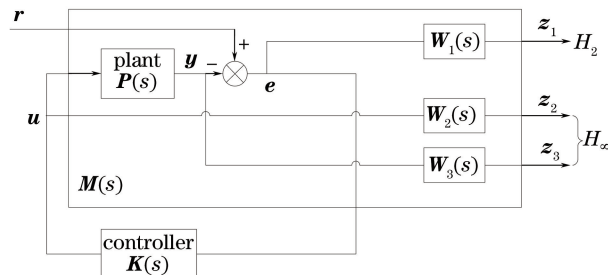 r
+
−
plant
P(s)
y
e
W₁(s)
z₁
H₂
u
W₂(s)
z₂
W₃(s)
z₃
H∞
M(s)
controller
K(s)